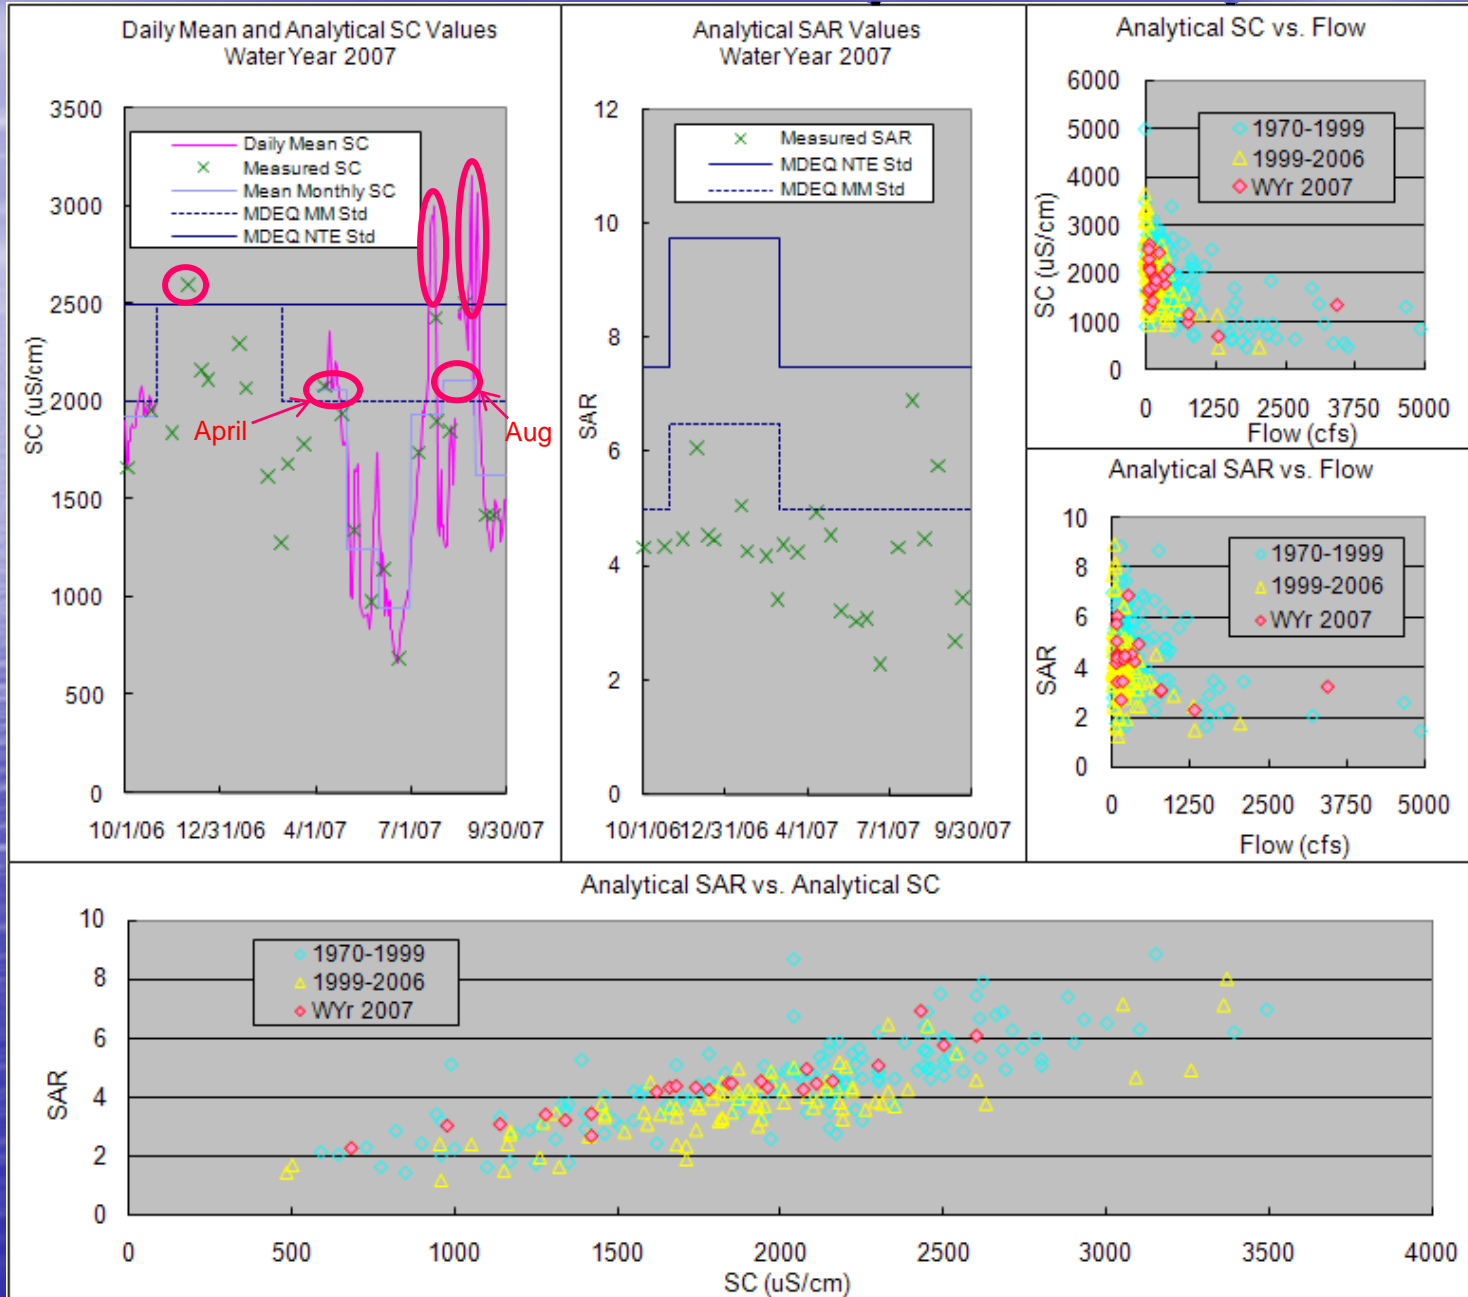 Daily Mean and Analytical SC Values
Water Year 2007
3500
3000
2500
2000
1500
1000
500
0
SC (uS/cm)
Daily Mean SC
Measured SC
Mean Monthly SC
MDEQ MM Std
MDEQ NTE Std
April
Aug
10/1/06 12/31/06 4/1/07 7/1/07 9/30/07
Analytical SAR Values
Water Year 2007
12
10
8
6
4
2
0
SAR
Measured SAR
MDEQ NTE Std
MDEQ MM Std
10/1/06 12/31/06 4/1/07 7/1/07 9/30/07
Analytical SC vs. Flow
6000
5000
4000
3000
2000
1000
0
SC (uS/cm)
1970-1999
1999-2006
WYr 2007
0 1250 2500 3750 5000
Flow (cfs)
Analytical SAR vs. Flow
10
8
6
4
2
0
SAR
1970-1999
1999-2006
WYr 2007
0 1250 2500 3750 5000
Flow (cfs)
Analytical SAR vs. Analytical SC
10
8
6
4
2
0
SAR
1970-1999
1999-2006
WYr 2007
0 500 1000 1500 2000 2500 3000 3500 4000
SC (uS/cm)